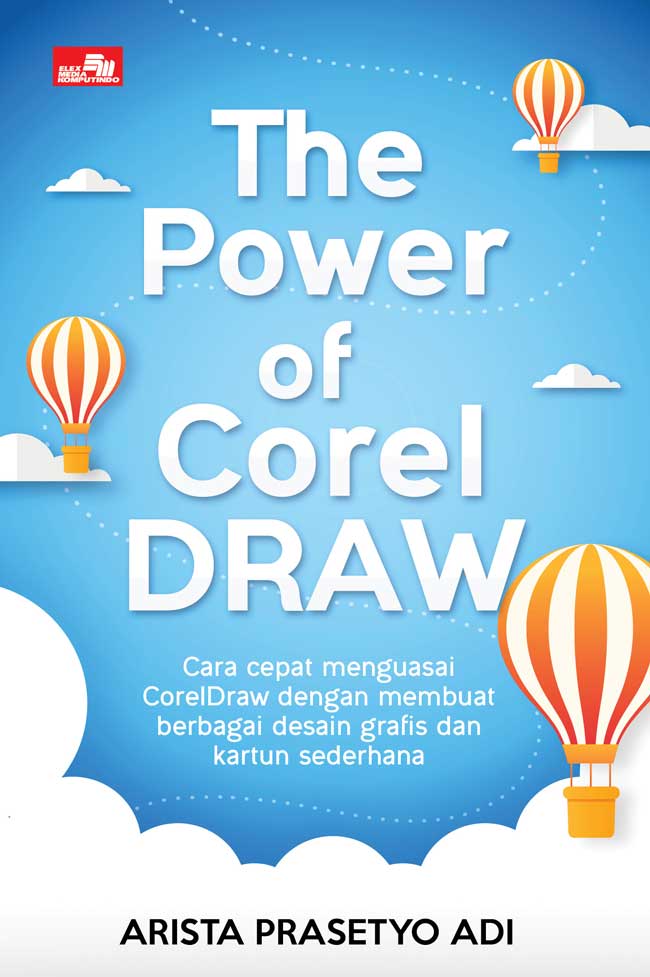 ELEX
MEDIA
KOMPUTINDO
The
Power
of
Corel
DRAW
Cara cepat menguasai
CorelDraw dengan membuat
berbagai desain grafis dan
kartun sederhana
ARISTA PRASETYO ADI